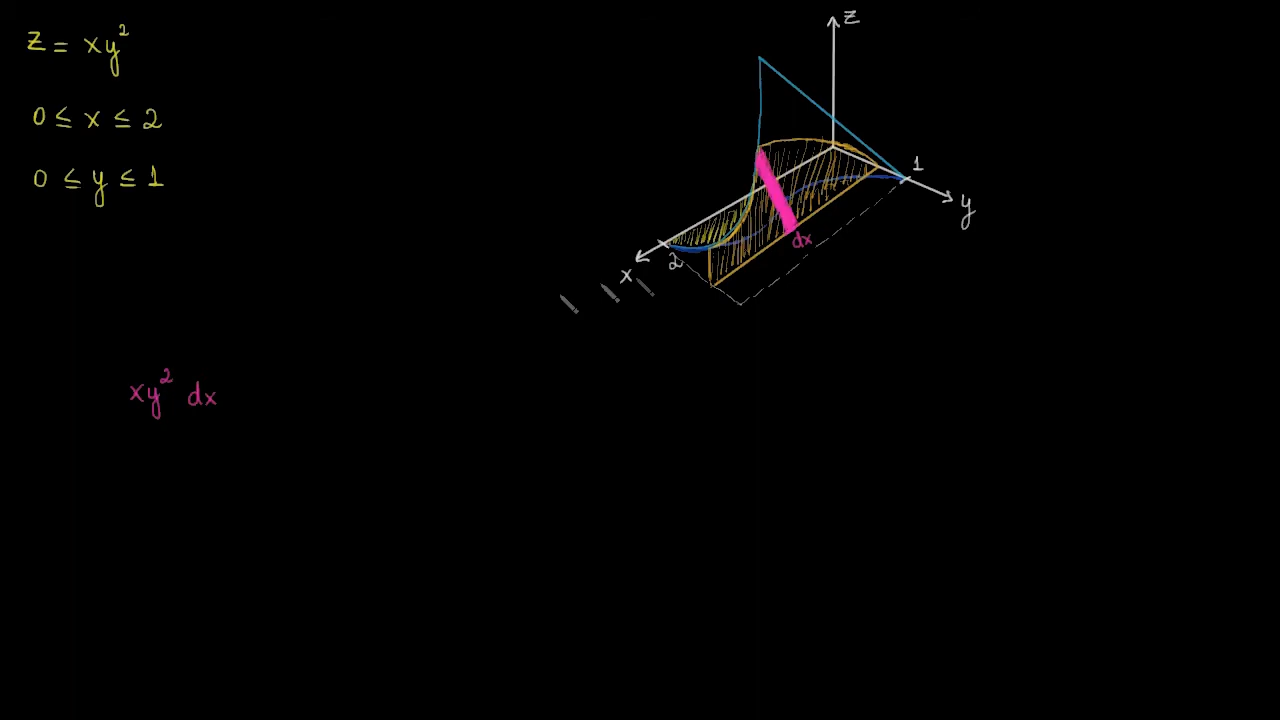 z = xy²
0 ≤ x ≤ 2
0 ≤ y ≤ 1
z
1
y
dx
2
x
xy² dx